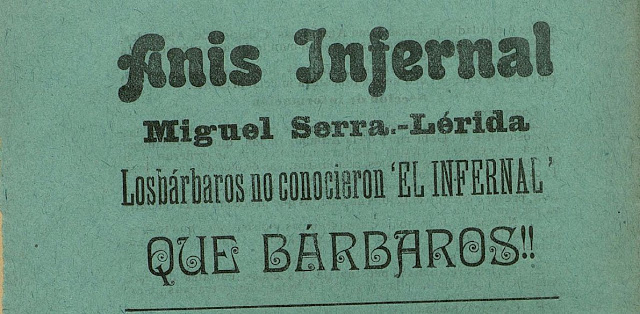 Anis Infernal
Miguel Serra.-Lérida
Losbárbaros no conocieron 'EL INFERNAL'
QUE BÁRBAROS!!